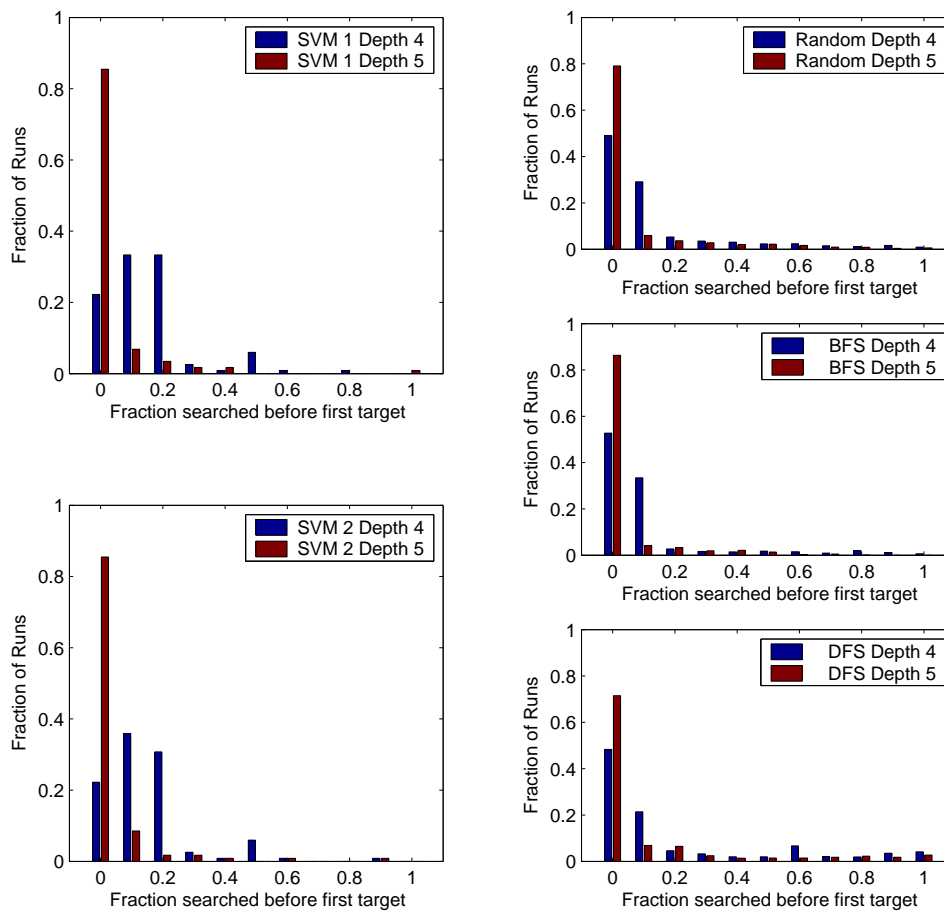 SVM 1 Depth 4
SVM 1 Depth 5
Fraction of Runs
1
0.8
0.6
0.4
0.2
0
0 0.2 0.4 0.6 0.8 1
Fraction searched before first target
SVM 2 Depth 4
SVM 2 Depth 5
Fraction of Runs
1
0.8
0.6
0.4
0.2
0
0 0.2 0.4 0.6 0.8 1
Fraction searched before first target
Random Depth 4
Random Depth 5
Fraction of Runs
1
0.8
0.6
0.4
0.2
0
0 0.2 0.4 0.6 0.8 1
Fraction searched before first target
BFS Depth 4
BFS Depth 5
Fraction of Runs
1
0.8
0.6
0.4
0.2
0
0 0.2 0.4 0.6 0.8 1
Fraction searched before first target
DFS Depth 4
DFS Depth 5
Fraction of Runs
1
0.8
0.6
0.4
0.2
0
0 0.2 0.4 0.6 0.8 1
Fraction searched before first target